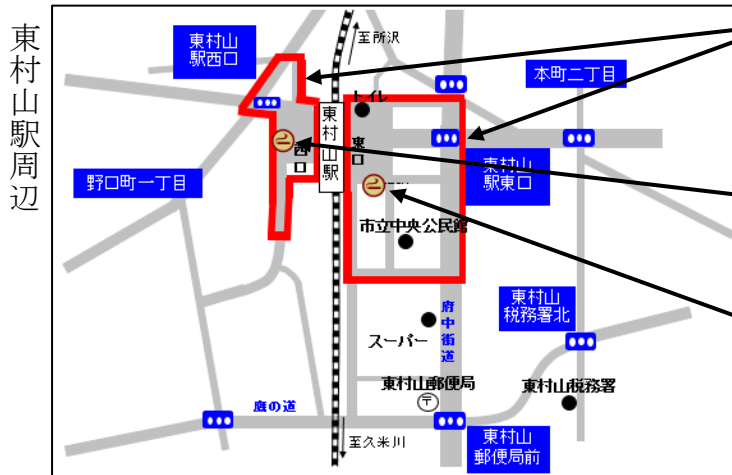 東村山駅周辺
東村山
駅西口
至所沢
本町二丁目
トイレ
東村山駅
東口
西口
東村山
駅東口
野口町一丁目
市立中央公民館
東村山
税務署北
府中街道
スーパー
東村山郵便局
〒
東村山税務署
鷹の道
至久米川
東村山
郵便局前